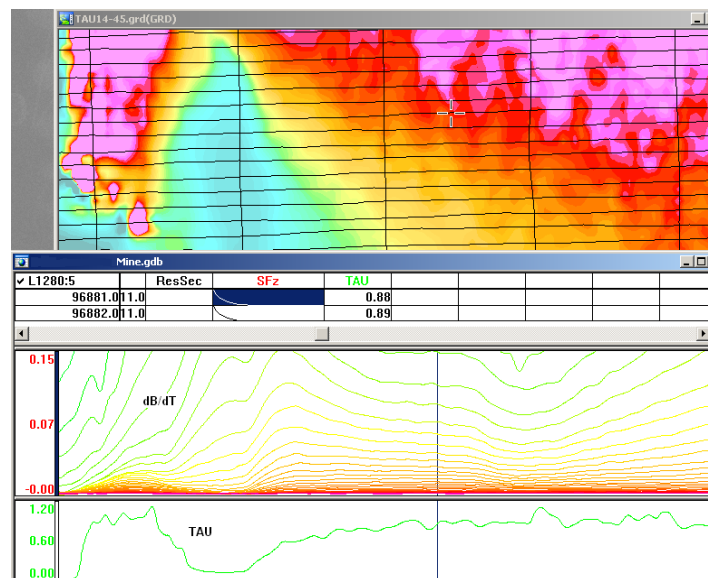 TAU14-45.grd(GRD)
Mine.gdb
✓ L1280:5 ResSec SFz TAU
96881.0 11.0 0.88
96882.0 11.0 0.89
0.15
dB/dT
0.07
-0.00
1.20
TAU
0.60
0.00